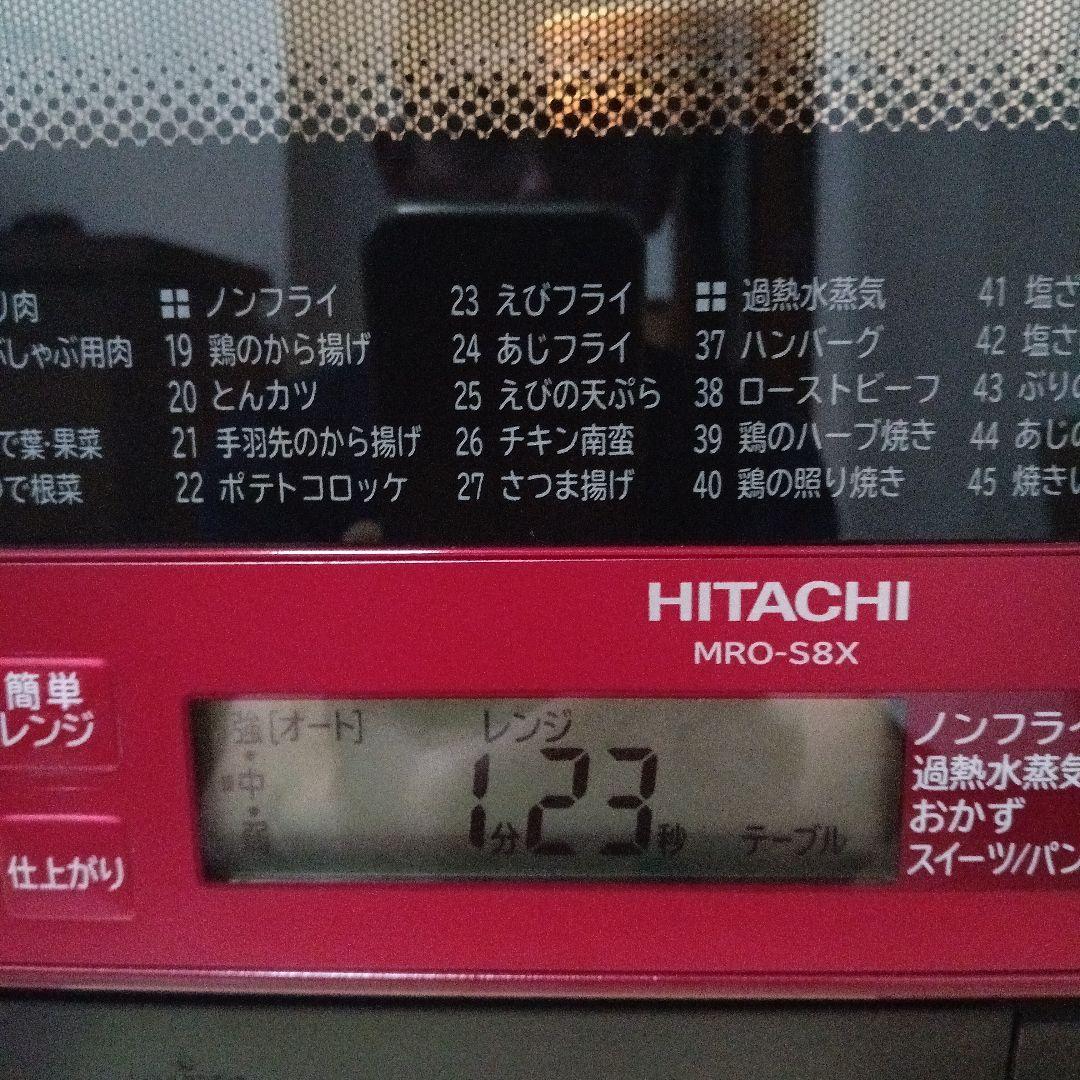 り肉
ぶしゃぶ用肉
で葉・果菜
で根菜
ノンフライ
19 鶏のから揚げ
20 とんカツ
21 手羽先のから揚げ
22 ポテトコロッケ
23 えびフライ
24 あじフライ
25 えびの天ぷら
26 チキン南蛮
27 さつま揚げ
過熱水蒸気
37 ハンバーグ
38 ローストビーフ
39 鶏のハーブ焼き
40 鶏の照り焼き
41 塩さ
42 塩さ
43 ぶりの
44 あじの
45 焼きい
HITACHI
MRO-S8X
簡単
レンジ
仕上がり
強[オート]
中
弱
レンジ
1分23秒
テーブル
ノンフライ
過熱水蒸気
おかず
スイーツ/パン